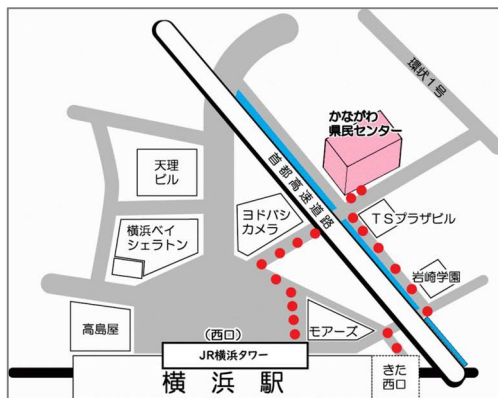 環状1号
かながわ
県民センター
首都高速道路
天理
ビル
ヨドバシ
カメラ
TSプラザビル
横浜ベイ
シェラトン
岩崎学園
高島屋
(西口)
モアーズ
JR横浜タワー
横浜駅
きた
西口